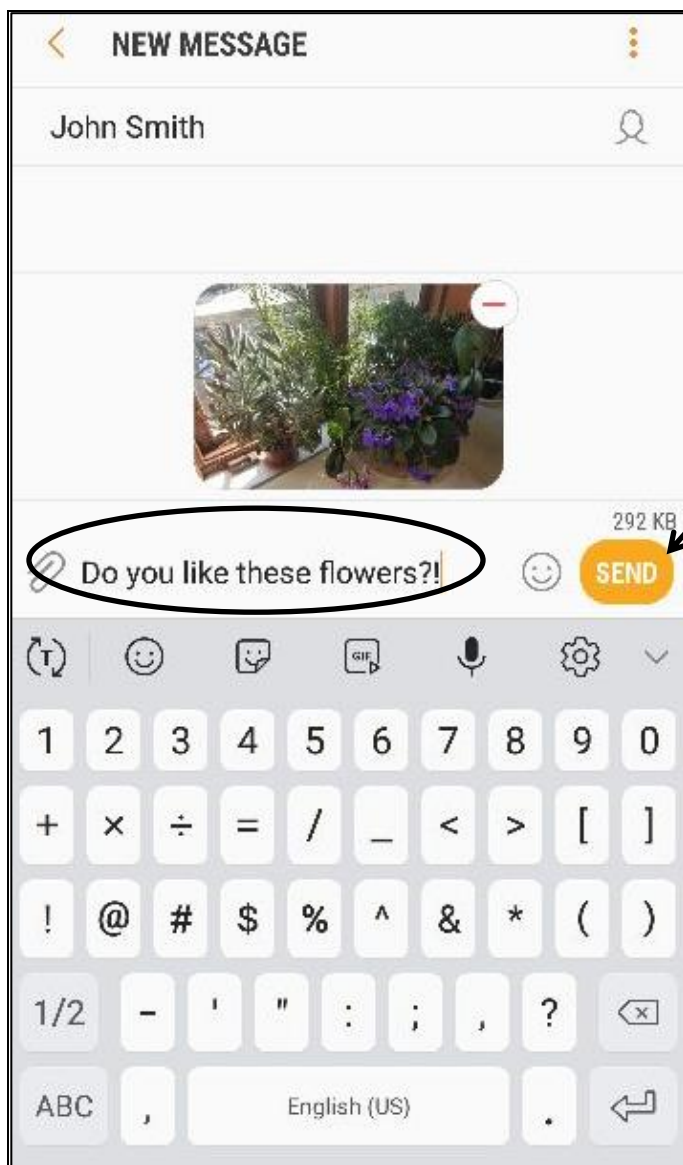 NEW MESSAGE
John Smith
292 KB
Do you like these flowers?!
SEND
T
GIF
1 2 3 4 5 6 7 8 9 0
+ × ÷ = / _ < > [ ]
! @ # $ % ^ & * ( )
1/2 - ' " : ; , ?
ABC , English (US) .